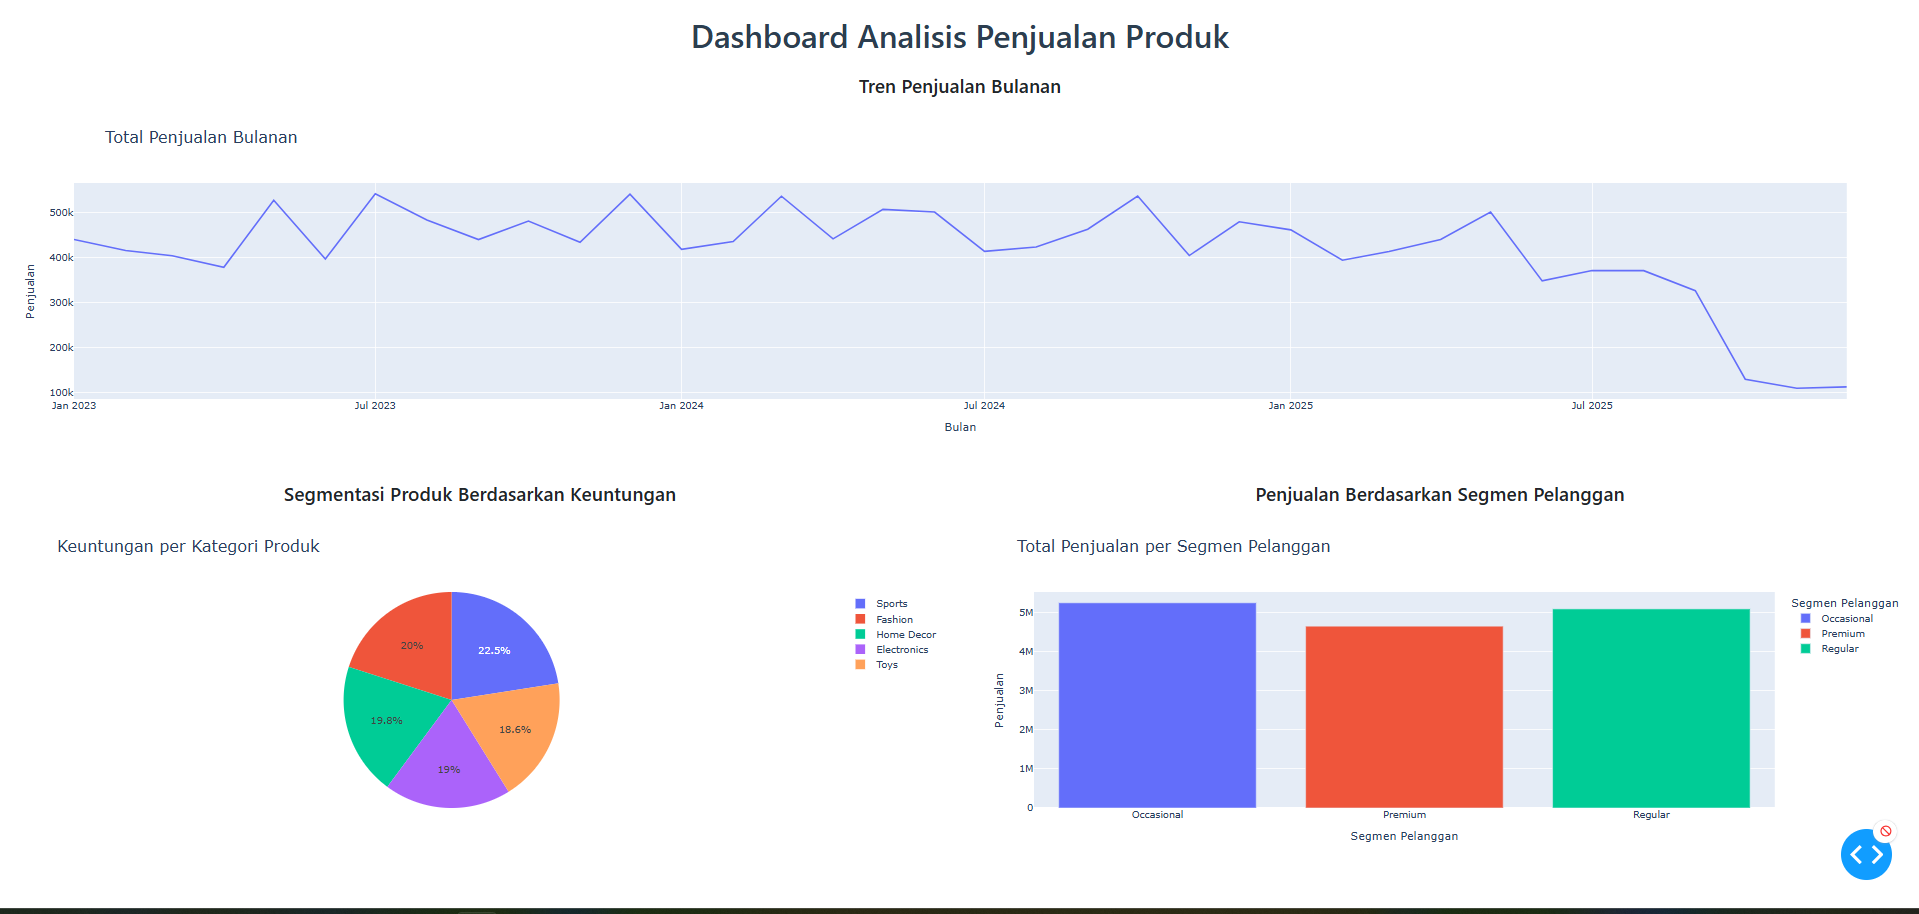 Dashboard Analisis Penjualan Produk
Tren Penjualan Bulanan
Total Penjualan Bulanan
Penjualan
500k
400k
300k
200k
100k
Jan 2023
Jul 2023
Jan 2024
Jul 2024
Jan 2025
Jul 2025
Bulan
Segmentasi Produk Berdasarkan Keuntungan
Keuntungan per Kategori Produk
22.5%
20%
19.8%
19%
18.6%
Sports
Fashion
Home Decor
Electronics
Toys
Penjualan Berdasarkan Segmen Pelanggan
Total Penjualan per Segmen Pelanggan
Penjualan
5M
4M
3M
2M
1M
0
Occasional
Premium
Regular
Segmen Pelanggan
Segmen Pelanggan
Occasional
Premium
Regular